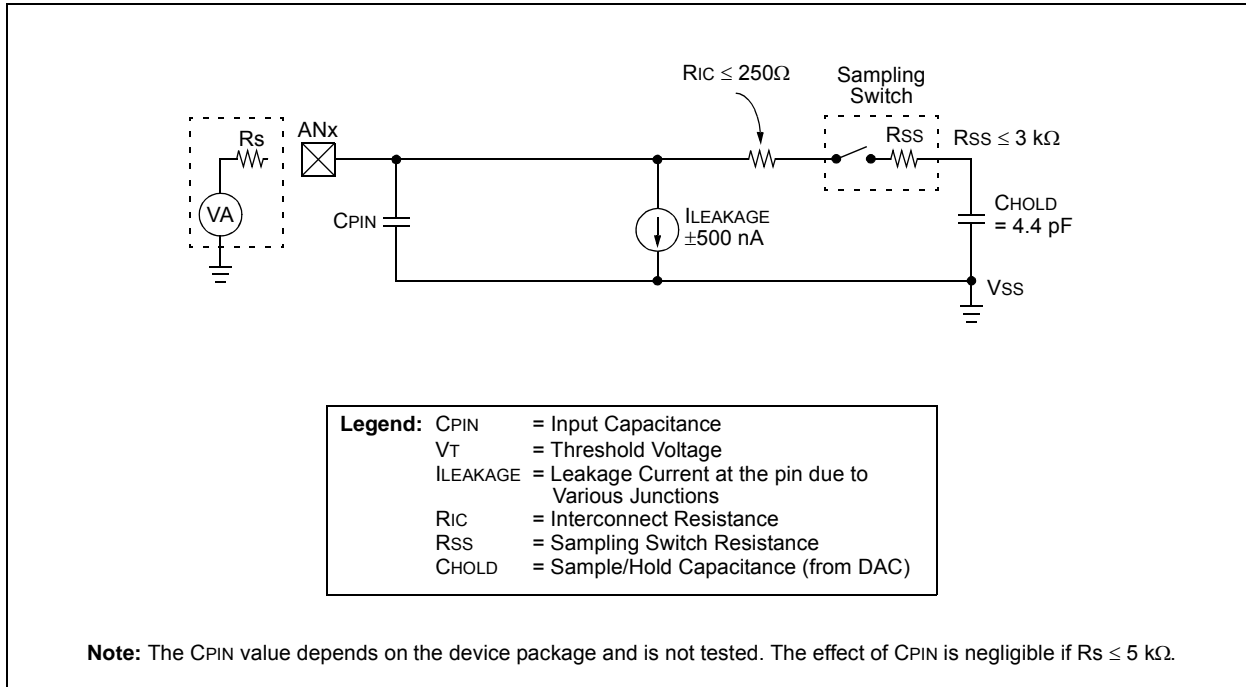 RIC ≤ 250Ω
Sampling
Switch
Rs
ANx
RSS
RSS ≤ 3 kΩ
VA
CPIN
ILEAKAGE
±500 nA
CHOLD
= 4.4 pF
VSS
Legend: CPIN = Input Capacitance
VT = Threshold Voltage
ILEAKAGE = Leakage Current at the pin due to
Various Junctions
RIC = Interconnect Resistance
RSS = Sampling Switch Resistance
CHOLD = Sample/Hold Capacitance (from DAC)
Note: The CPIN value depends on the device package and is not tested. The effect of CPIN is negligible if Rs ≤ 5 kΩ.